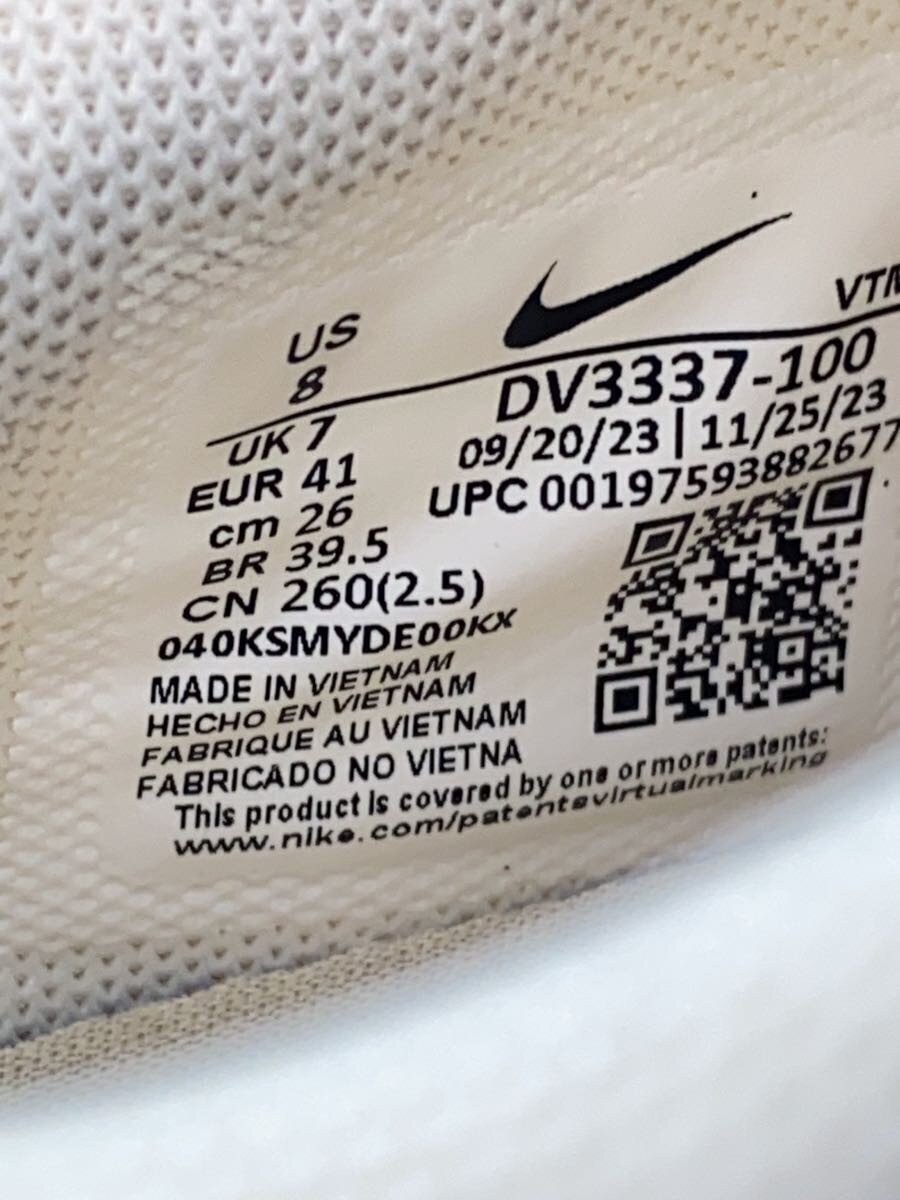 US
8
UK 7
EUR 41
cm 26
BR 39.5
CN 260(2.5)
DV3337-100
09/20/23 | 11/25/23
UPC 00197593882677
040KSMYDE00KX
MADE IN VIETNAM
HECHO EN VIETNAM
FABRIQUE AU VIETNAM
FABRICADO NO VIETNA
This product is covered by one or more patents:
www.nike.com/patentsvirtualmarking